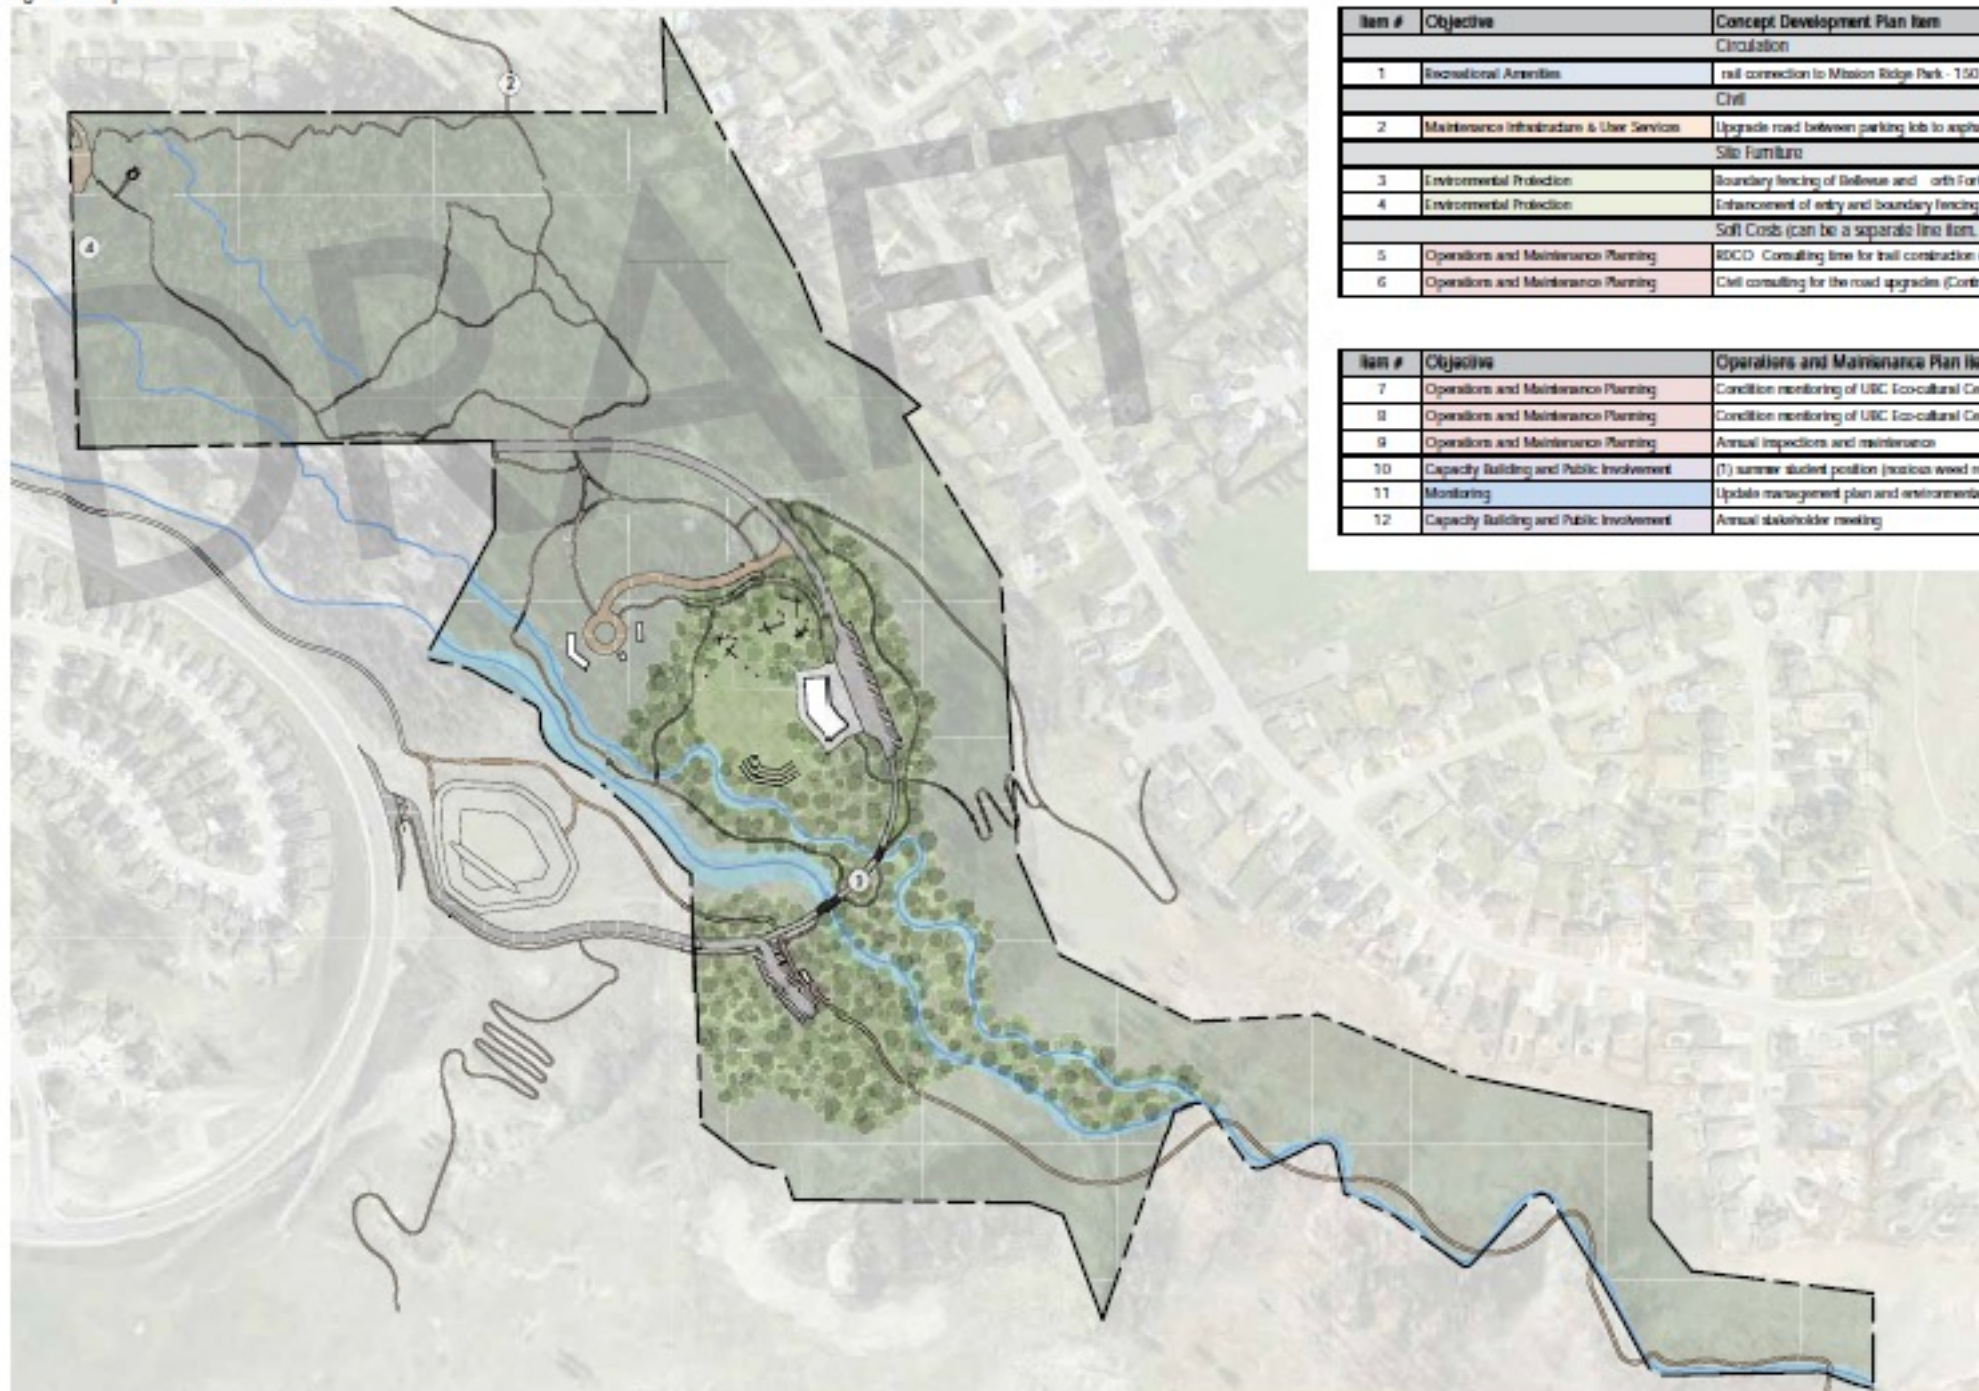 DRAFT
Item # Objective Concept Development Plan Item
Circulation
1 Recreational Amenities rail connection to Mission Ridge Park - 150
Civil
2 Maintenance Infrastructure & User Services Upgrade road between parking lots to aspha
Site Furniture
3 Environmental Protection Boundary fencing of Bellevue and orth For
4 Environmental Protection Enhancement of entry and boundary fencing
Soft Costs (can be a separate line item,
5 Operations and Maintenance Planning RDCO Consulting time for trail construction
6 Operations and Maintenance Planning Civil consulting for the road upgrades (Cont
Item # Objective Operations and Maintenance Plan Ite
7 Operations and Maintenance Planning Condition monitoring of UBC Eco-cultural Ce
8 Operations and Maintenance Planning Condition monitoring of UBC Eco-cultural Ce
9 Operations and Maintenance Planning Annual inspections and maintenance
10 Capacity Building and Public Involvement (1) summer student position (noxious weed
11 Monitoring Update management plan and environmenta
12 Capacity Building and Public Involvement Annual stakeholder meeting
2
4